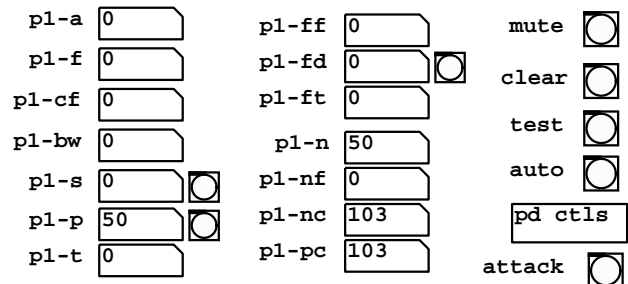 p1-a 0
p1-f 0
p1-cf 0
p1-bw 0
p1-s 0
p1-p 50
p1-t 0
p1-ff 0
p1-fd 0
p1-ft 0
p1-n 50
p1-nf 0
p1-nc 103
p1-pc 103
mute
clear
test
auto
pd ctls
attack